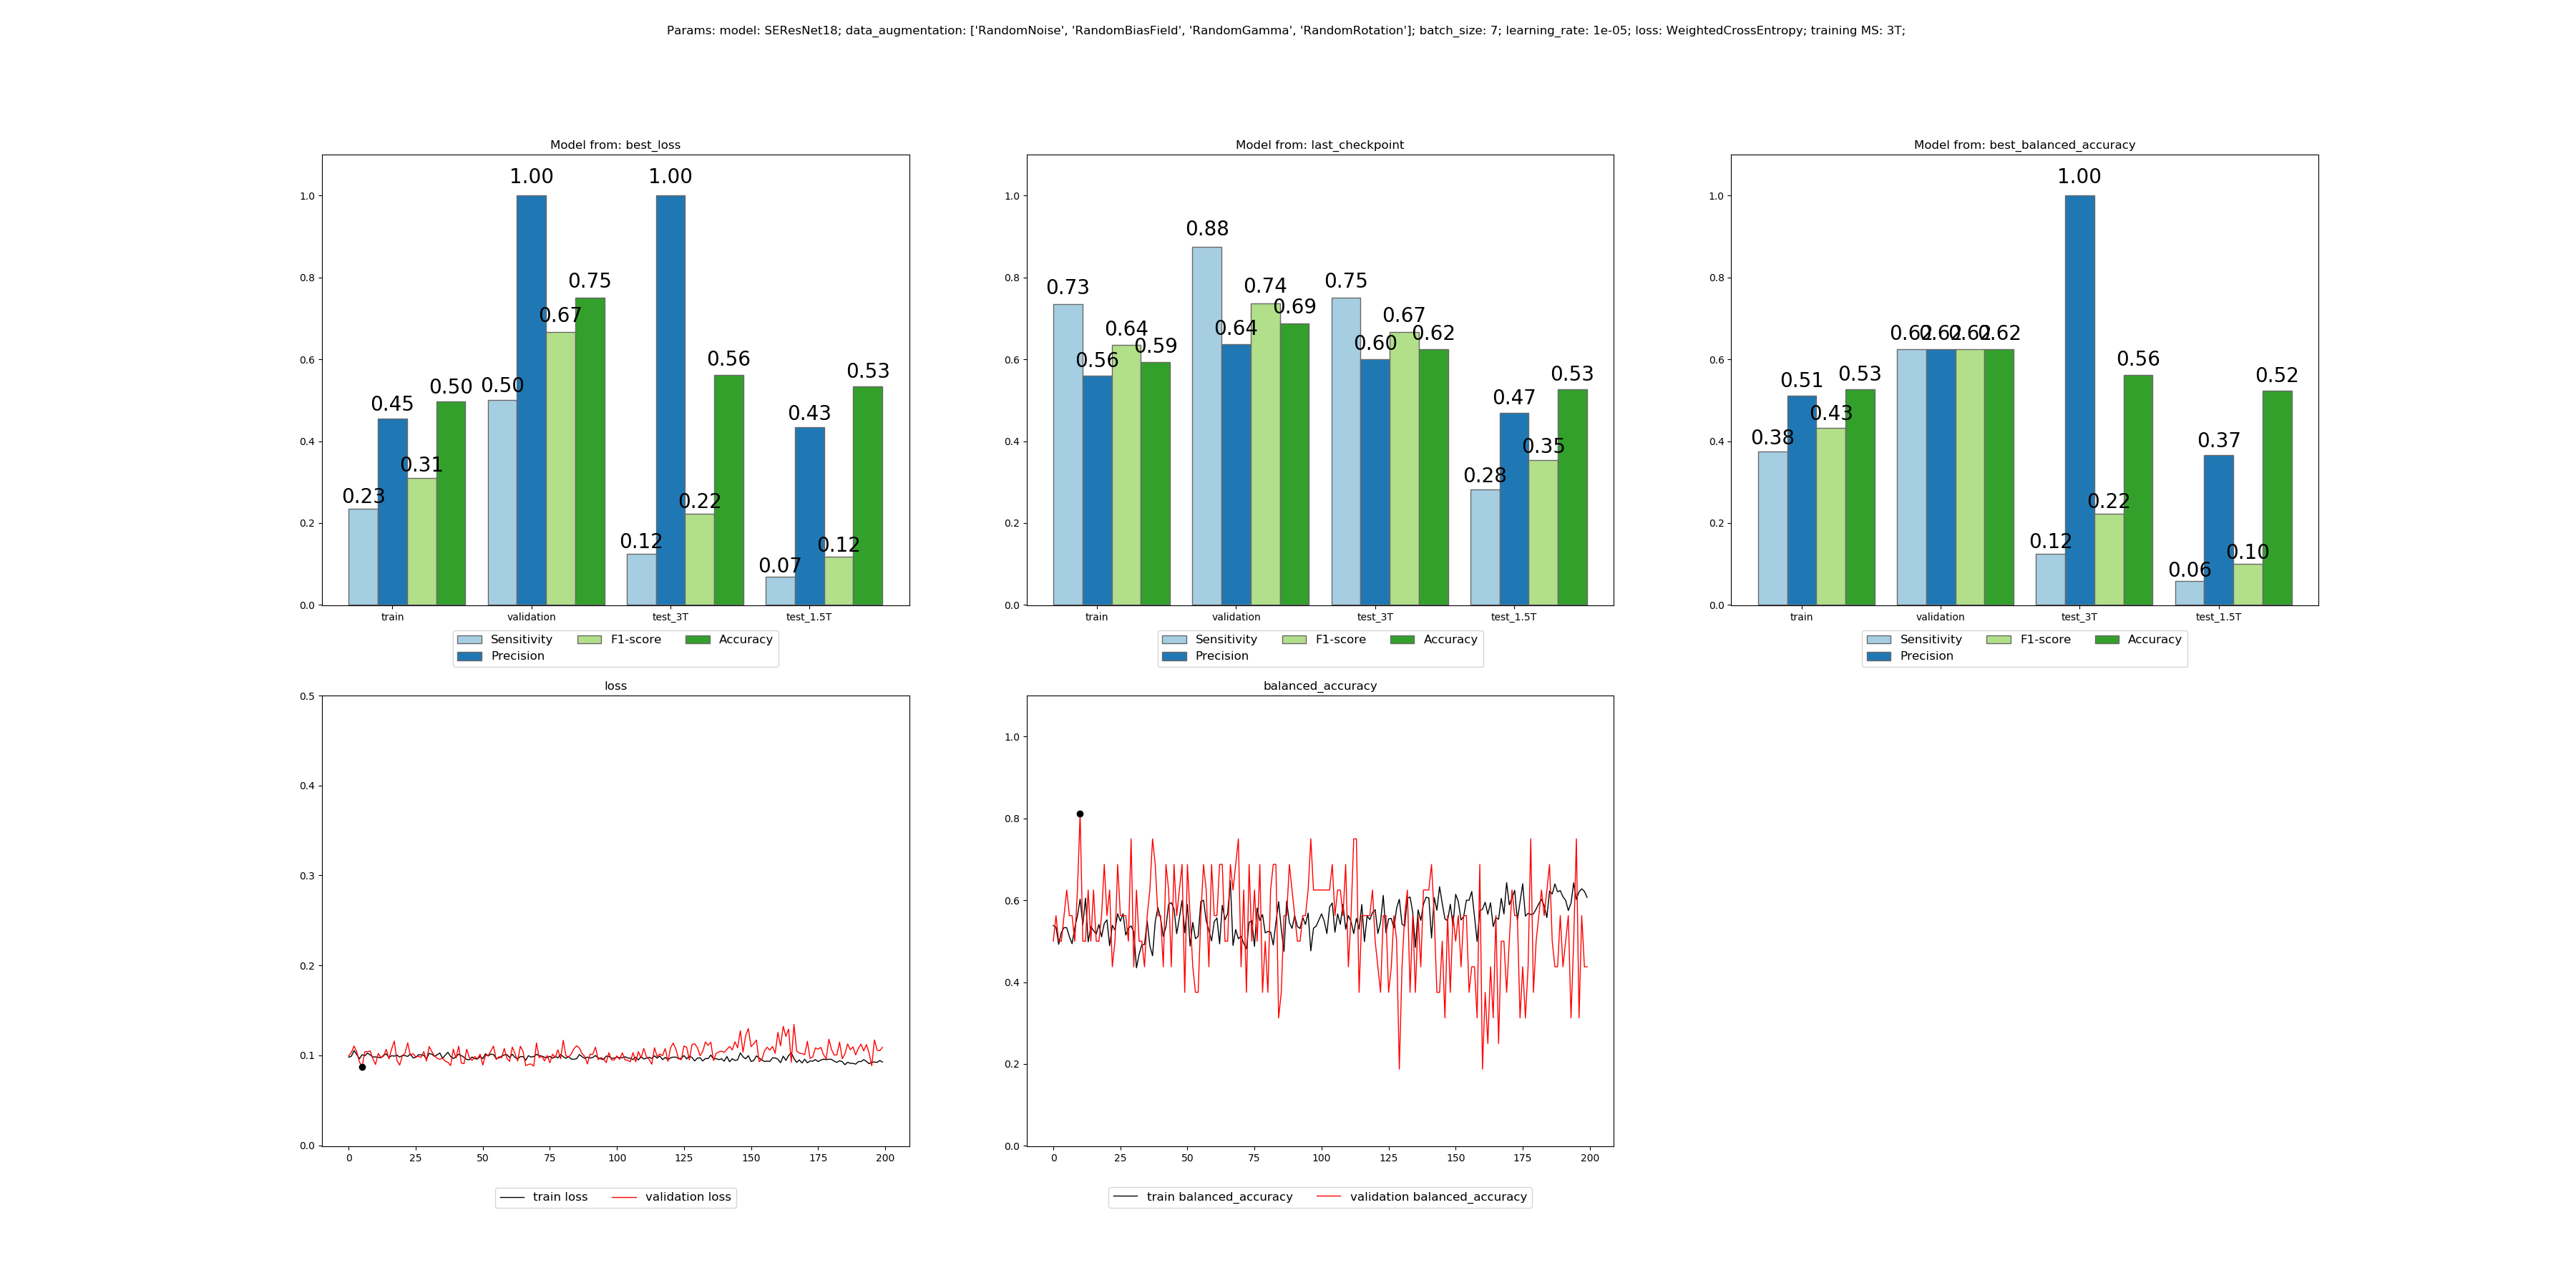 Params: model: SEResNet18; data_augmentation: ['RandomNoise', 'RandomBiasField', 'RandomGamma', 'RandomRotation']; batch_size: 7; learning_rate: 1e-05; loss: WeightedCrossEntropy; training MS: 3T;
Model from: best_loss
1.0
0.8
0.6
0.4
0.2
0.0
0.23
0.45
0.31
0.50
0.50
1.00
0.67
0.75
0.12
1.00
0.22
0.56
0.07
0.43
0.12
0.53
train
validation
test_3T
test_1.5T
Sensitivity
Precision
F1-score
Accuracy
Model from: last_checkpoint
1.0
0.8
0.6
0.4
0.2
0.0
0.73
0.56
0.64
0.59
0.88
0.64
0.74
0.69
0.75
0.60
0.67
0.62
0.28
0.47
0.35
0.53
train
validation
test_3T
test_1.5T
Sensitivity
Precision
F1-score
Accuracy
Model from: best_balanced_accuracy
1.0
0.8
0.6
0.4
0.2
0.0
0.38
0.51
0.43
0.53
0.62
0.62
0.62
0.62
0.12
1.00
0.22
0.56
0.06
0.37
0.10
0.52
train
validation
test_3T
test_1.5T
Sensitivity
Precision
F1-score
Accuracy
loss
0.5
0.4
0.3
0.2
0.1
0.0
0 25 50 75 100 125 150 175 200
train loss
validation loss
balanced_accuracy
1.0
0.8
0.6
0.4
0.2
0.0
0 25 50 75 100 125 150 175 200
train balanced_accuracy
validation balanced_accuracy